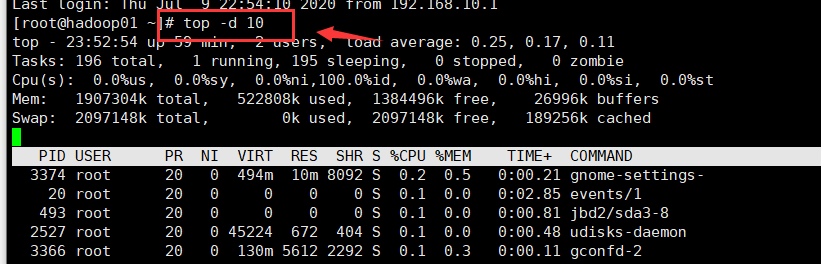 Last login: Thu Jul  9 22:54:10 2020 from 192.168.10.1
[root@hadoop01 ~]# top -d 10
top - 23:52:54 up 59 min,  2 users,  load average: 0.25, 0.17, 0.11
Tasks: 196 total,   1 running, 195 sleeping,   0 stopped,   0 zombie
Cpu(s):  0.0%us,  0.0%sy,  0.0%ni,100.0%id,  0.0%wa,  0.0%hi,  0.0%si,  0.0%st
Mem:   1907304k total,   522808k used,  1384496k free,    26996k buffers
Swap:  2097148k total,        0k used,  2097148k free,   189256k cached
PID USER      PR  NI  VIRT  RES  SHR S %CPU %MEM    TIME+  COMMAND
3374 root      20   0  494m  10m 8092 S  0.2  0.5   0:00.21 gnome-settings-
20 root      20   0     0    0    0 S  0.1  0.0   0:02.85 events/1
493 root      20   0     0    0    0 S  0.1  0.0   0:00.81 jbd2/sda3-8
2527 root      20   0 45224  672  404 S  0.1  0.0   0:00.48 udisks-daemon
3366 root      20   0  130m 5612 2292 S  0.1  0.3   0:00.11 gconfd-2